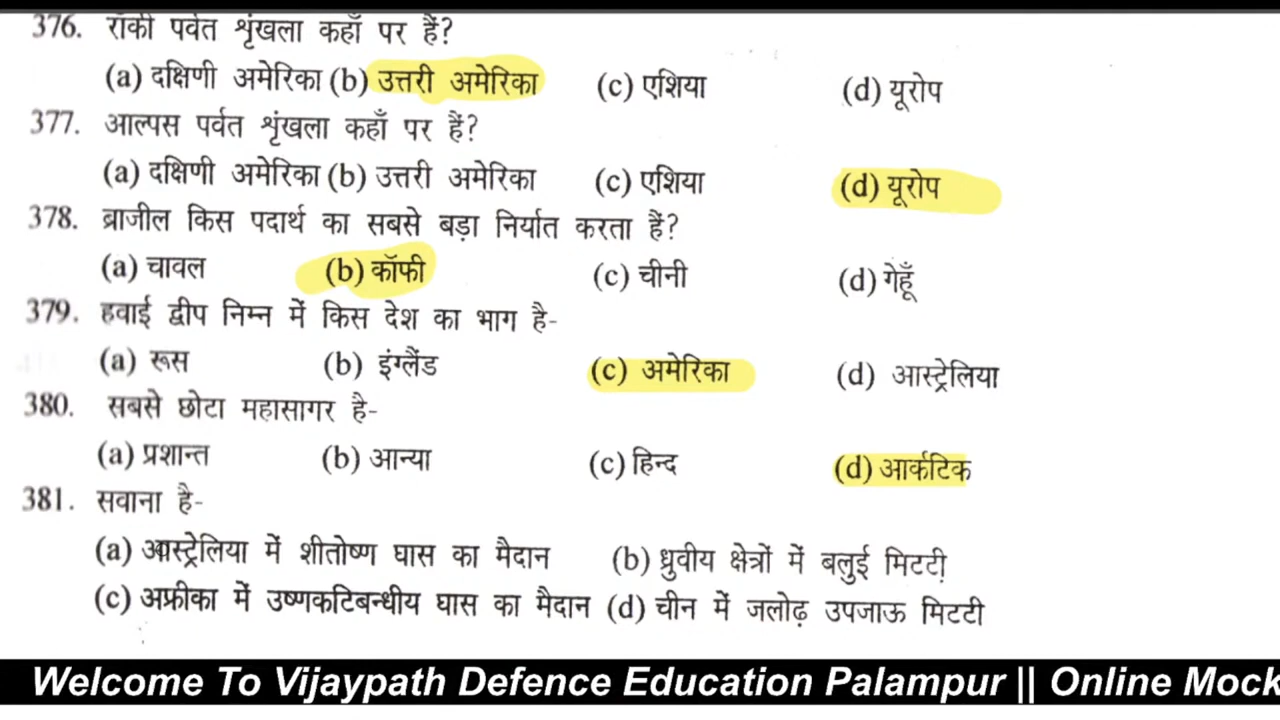 376. रॉकी पर्वत शृंखला कहाँ पर हैं?
(a) दक्षिणी अमेरिका (b) उत्तरी अमेरिका (c) एशिया (d) यूरोप
377. आल्पस पर्वत शृंखला कहाँ पर हैं?
(a) दक्षिणी अमेरिका (b) उत्तरी अमेरिका (c) एशिया (d) यूरोप
378. ब्राजील किस पदार्थ का सबसे बड़ा निर्यात करता हैं?
(a) चावल (b) कॉफी (c) चीनी (d) गेहूँ
379. हवाई द्वीप निम्न में किस देश का भाग है-
(a) रूस (b) इंग्लैंड (c) अमेरिका (d) आस्ट्रेलिया
380. सबसे छोटा महासागर है-
(a) प्रशान्त (b) आन्या (c) हिन्द (d) आर्कटिक
381. सवाना है-
(a) आस्ट्रेलिया में शीतोष्ण घास का मैदान (b) ध्रुवीय क्षेत्रों में बलुई मिटटी
(c) अफ्रीका में उष्णकटिबन्धीय घास का मैदान (d) चीन में जलोढ़ उपजाऊ मिटटी
Welcome To Vijaypath Defence Education Palampur || Online Mock